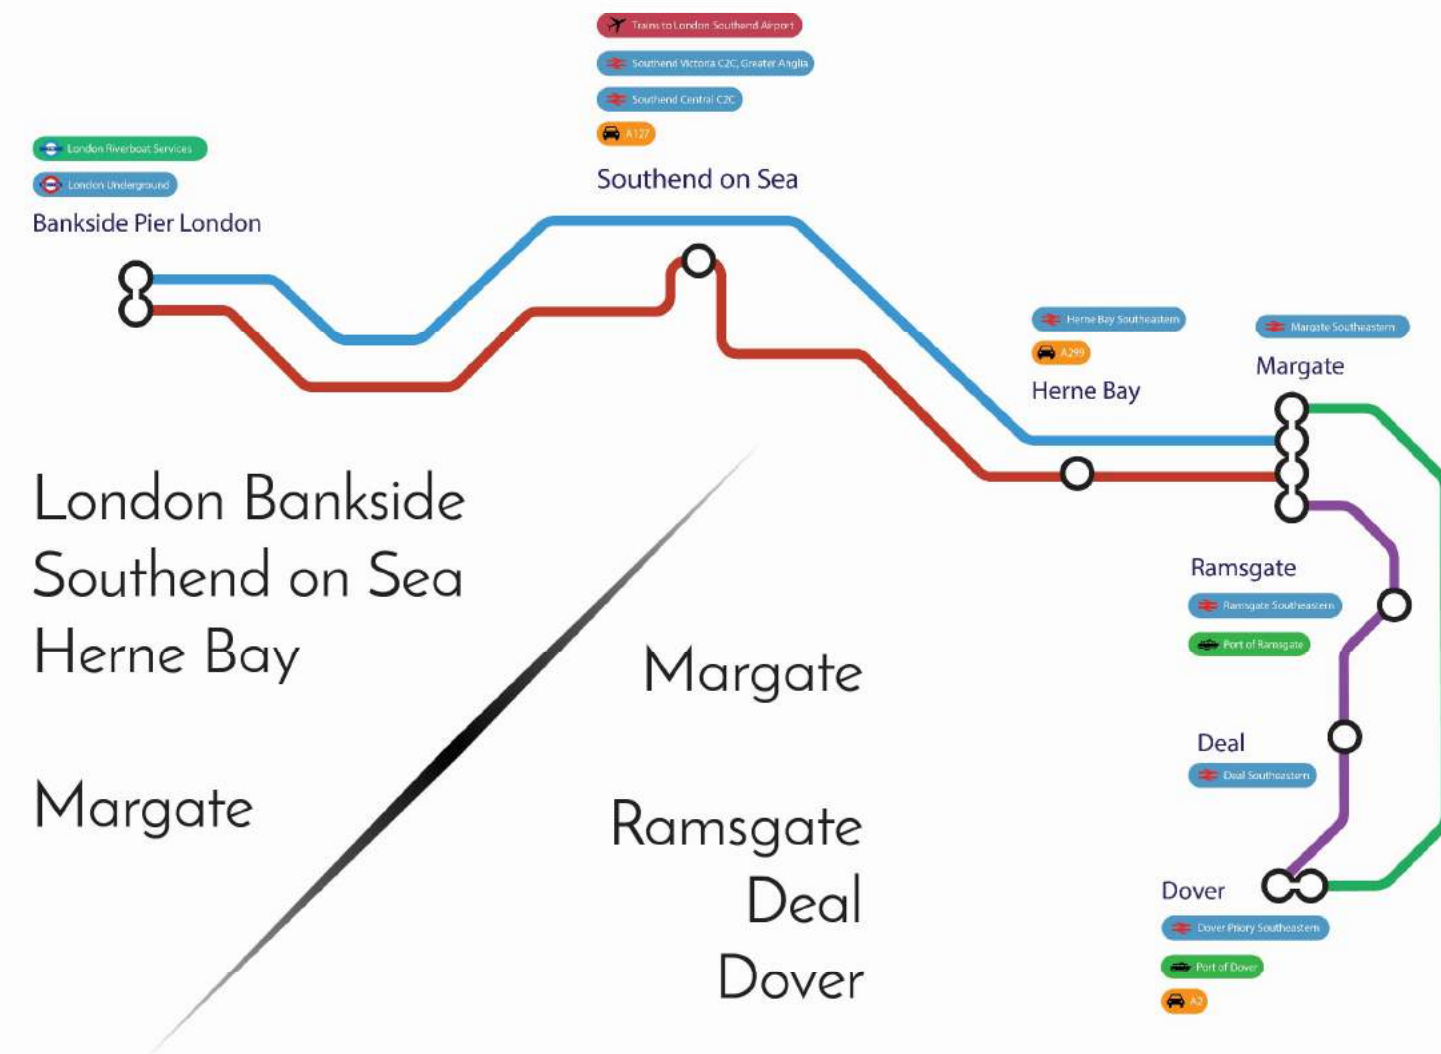 Trains to London Southend Airport
Southend Victoria C2C, Greater Anglia
Southend Central C2C
A127
Southend on Sea
London Riverboat Services
London Underground
Bankside Pier London
Herne Bay Southeastern
A299
Herne Bay
Margate Southeastern
Margate
London Bankside
Southend on Sea
Herne Bay
Margate
Margate
Ramsgate
Deal
Dover
Ramsgate
Ramsgate Southeastern
Port of Ramsgate
Deal
Deal Southeastern
Dover
Dover Priory Southeastern
Port of Dover
A2